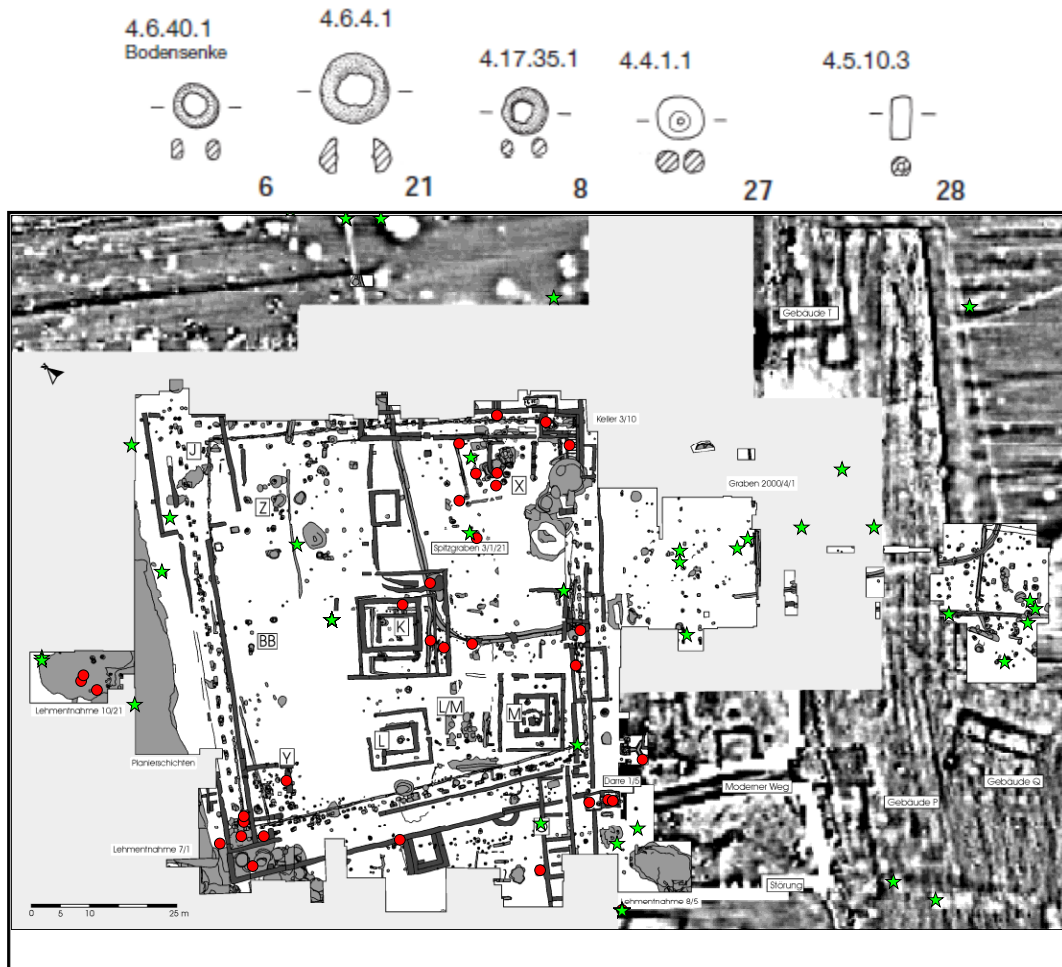 4.6.40.1
Bodensenke
4.6.4.1
4.17.35.1
4.4.1.1
4.5.10.3
6
21
8
27
28
Gebäude T
Keller 3/10
J
X
Z
Graben 2000/4/1
Spitzgraben 3/1/21
K
BB
Lehmentnahme 10/21
L/M
M
L
Y
Planierschichten
Darre 1/5
Moderner Weg
Gebäude Q
Gebäude P
Lehmentnahme 7/1
Störung
Lehmentnahme 8/5
0 5 10 15 25 m